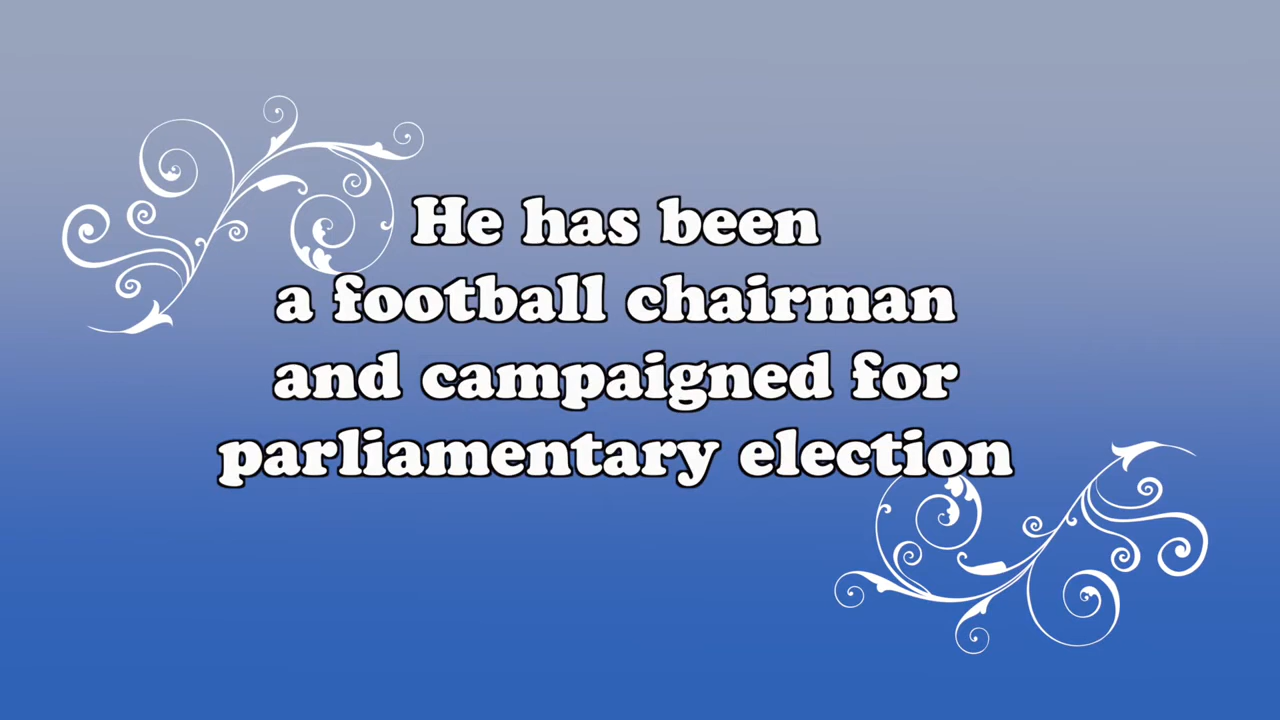 He has been
a football chairman
and campaigned for
parliamentary election